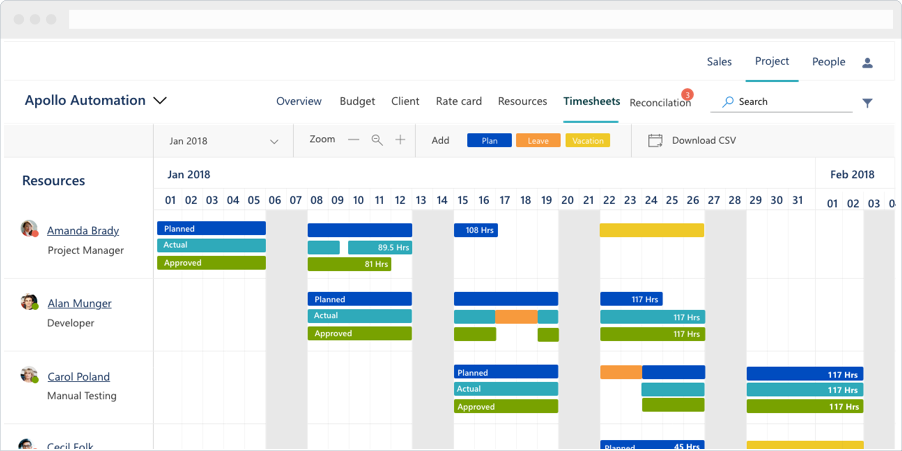 Sales Project People
Apollo Automation Overview Budget Client Rate card Resources Timesheets Reconcilation 3 Search
Jan 2018 Zoom Add Plan Leave Vacation Download CSV
Resources Jan 2018 Feb 2018
01 02 03 04 05 06 07 08 09 10 11 12 13 14 15 16 17 18 19 20 21 22 23 24 25 26 27 28 29 30 31 01 02 03
Amanda Brady Planned 108 Hrs
Project Manager Actual 89.5 Hrs
Approved 81 Hrs
Alan Munger Planned 117 Hrs
Developer Actual 117 Hrs
Approved 117 Hrs
Carol Poland Planned 117 Hrs
Manual Testing Actual 117 Hrs
Approved 117 Hrs
Cecil Folk Planned 45 Hrs